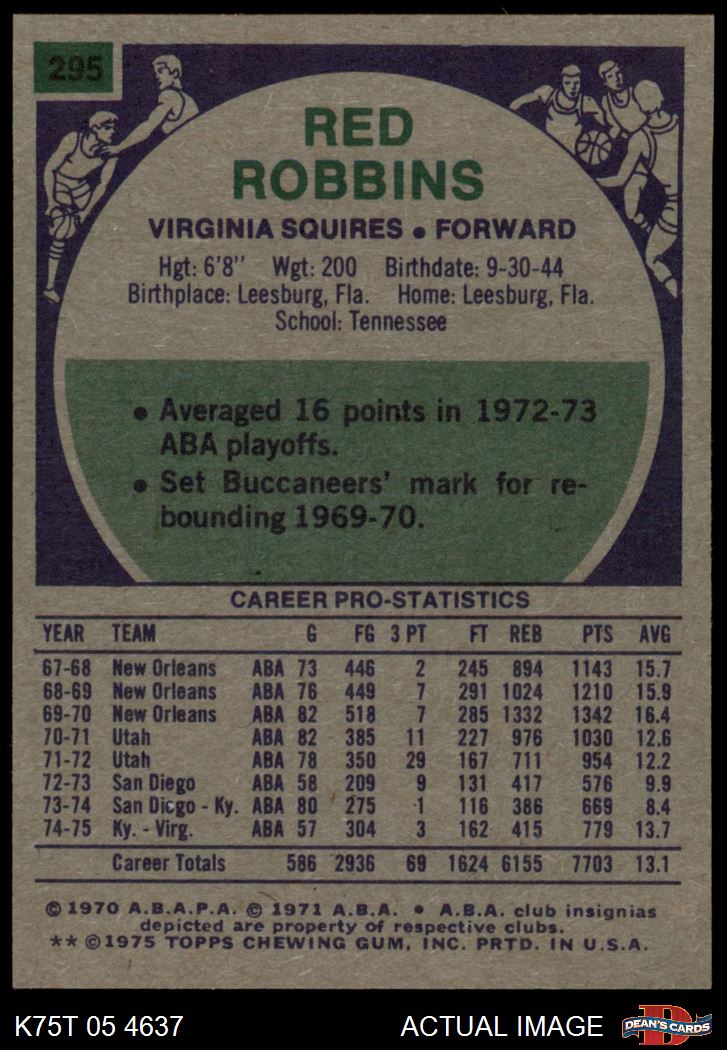 295
RED
ROBBINS
VIRGINIA SQUIRES • FORWARD
Hgt: 6'8" Wgt: 200 Birthdate: 9-30-44
Birthplace: Leesburg, Fla. Home: Leesburg, Fla.
School: Tennessee
• Averaged 16 points in 1972-73
ABA playoffs.
• Set Buccaneers' mark for re-
bounding 1969-70.
CAREER PRO-STATISTICS
YEAR TEAM G FG 3 PT FT REB PTS AVG
67-68 New Orleans ABA 73 446 2 245 894 1143 15.7
68-69 New Orleans ABA 76 449 7 291 1024 1210 15.9
69-70 New Orleans ABA 82 518 7 285 1332 1342 16.4
70-71 Utah ABA 82 385 11 227 976 1030 12.6
71-72 Utah ABA 78 350 29 167 711 954 12.2
72-73 San Diego ABA 58 209 9 131 417 576 9.9
73-74 San Diego - Ky. ABA 80 275 1 116 386 669 8.4
74-75 Ky. - Virg. ABA 57 304 3 162 415 779 13.7
Career Totals 586 2936 69 1624 6155 7703 13.1
© 1970 A.B.A.P.A. © 1971 A.B.A. • A.B.A. club insignias
depicted are property of respective clubs.
** © 1975 TOPPS CHEWING GUM, INC. PRTD. IN U.S.A.
K75T 05 4637 ACTUAL IMAGE
D
DEAN'S CARDS